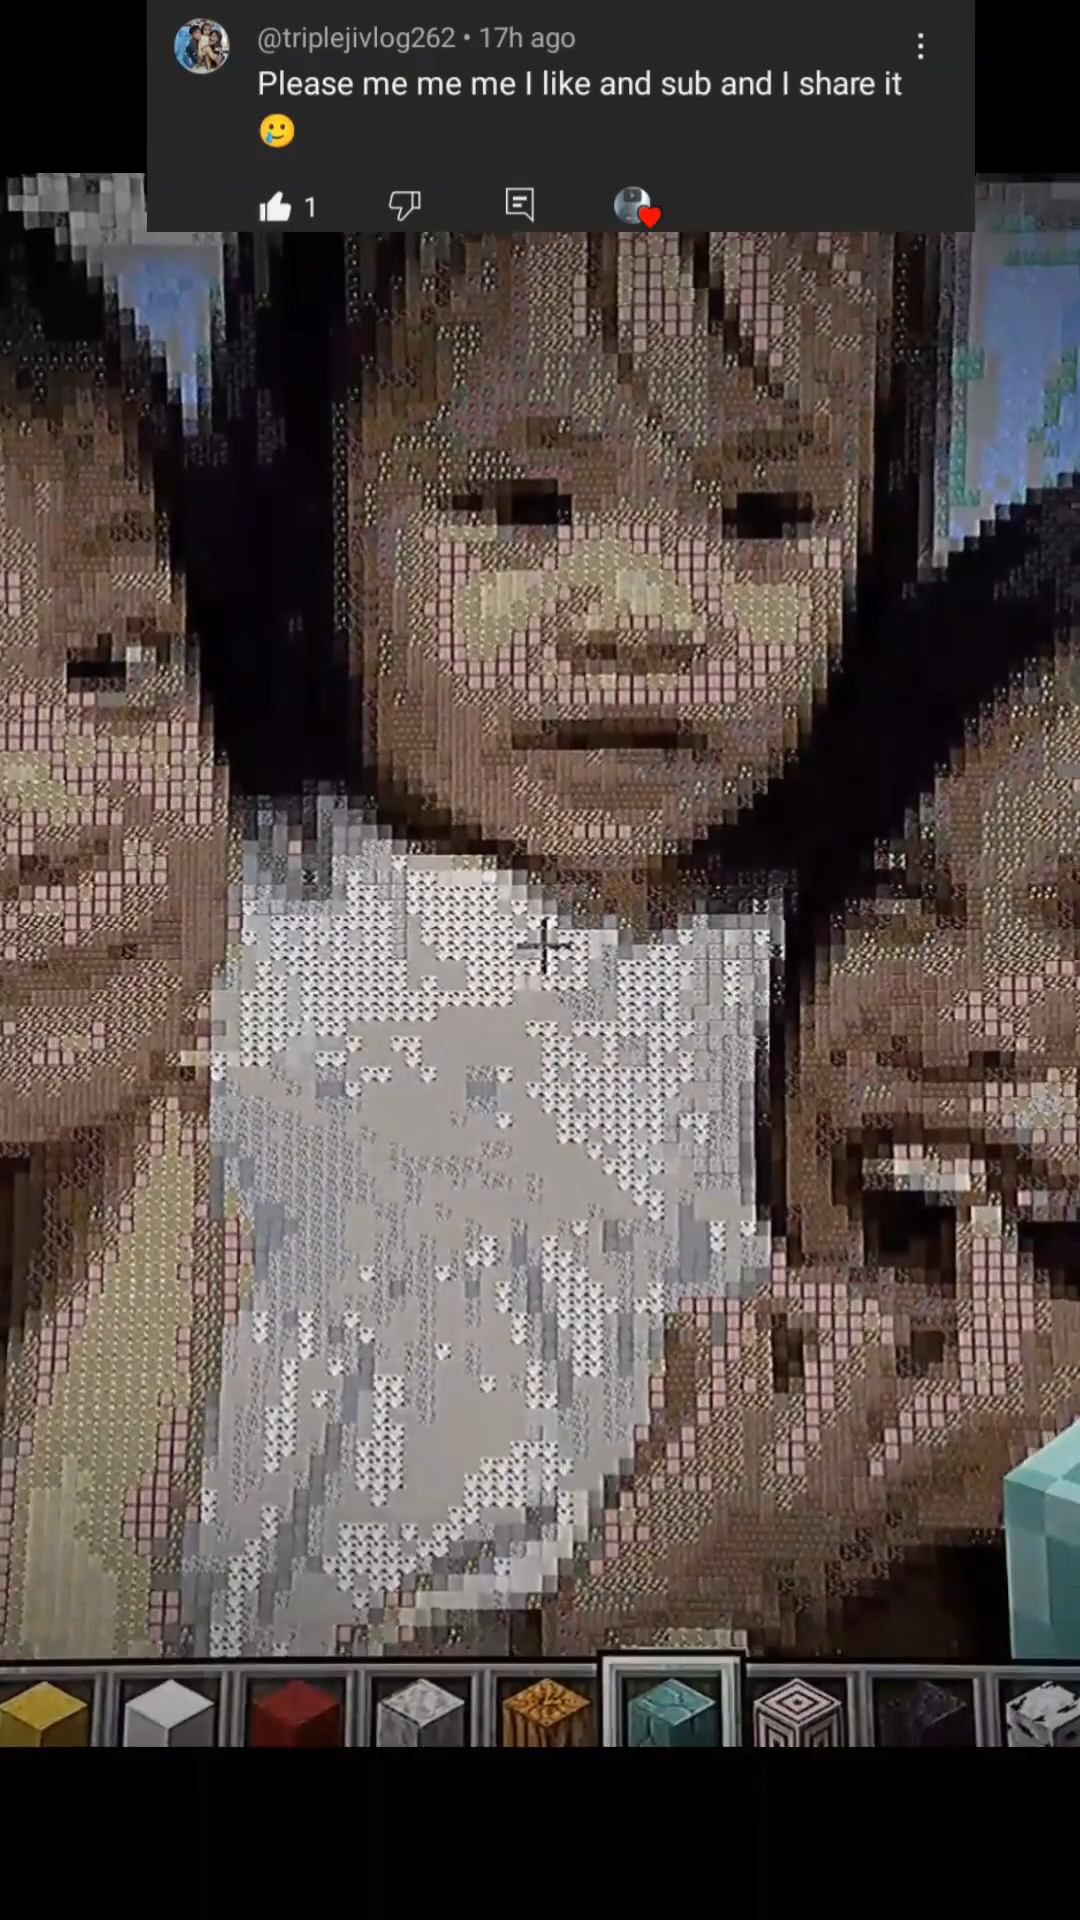 @triplejivlog262 • 17h ago
Please me me me I like and sub and I share it
🥲
1